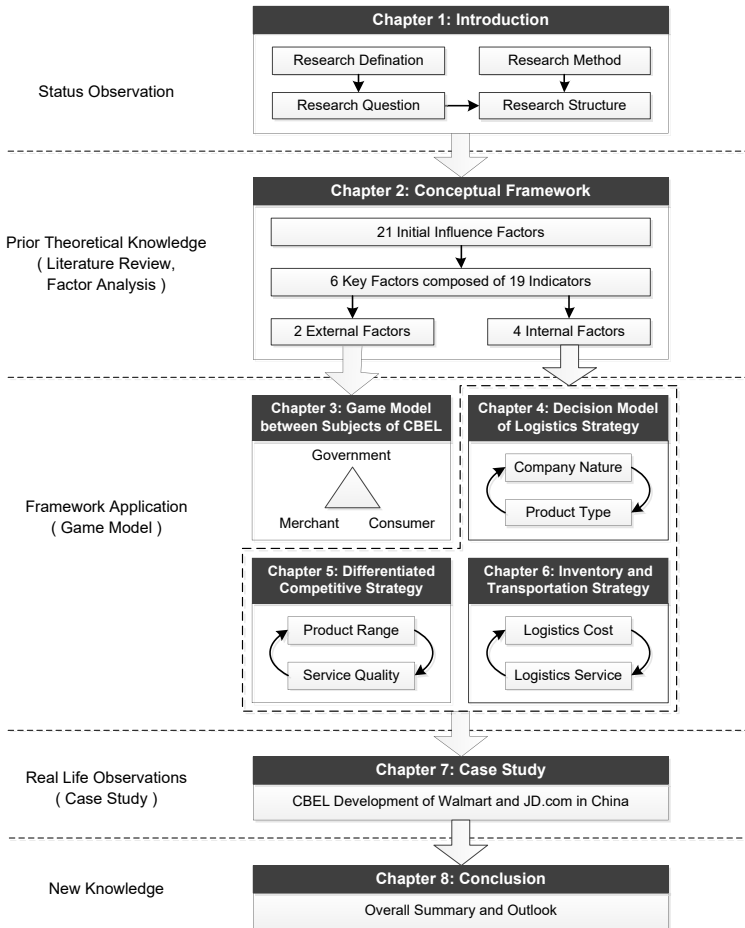 Chapter 1: Introduction
Research Defination
Research Method
Status Observation
Research Question
Research Structure
Chapter 2: Conceptual Framework
21 Initial Influence Factors
Prior Theoretical Knowledge
( Literature Review,
Factor Analysis )
6 Key Factors composed of 19 Indicators
2 External Factors
4 Internal Factors
Chapter 3: Game Model
between Subjects of CBEL
Government
Merchant
Consumer
Chapter 4: Decision Model
of Logistics Strategy
Company Nature
Product Type
Framework Application
( Game Model )
Chapter 5: Differentiated
Competitive Strategy
Product Range
Service Quality
Chapter 6: Inventory and
Transportation Strategy
Logistics Cost
Logistics Service
Real Life Observations
( Case Study )
Chapter 7: Case Study
CBEL Development of Walmart and JD.com in China
New Knowledge
Chapter 8: Conclusion
Overall Summary and Outlook